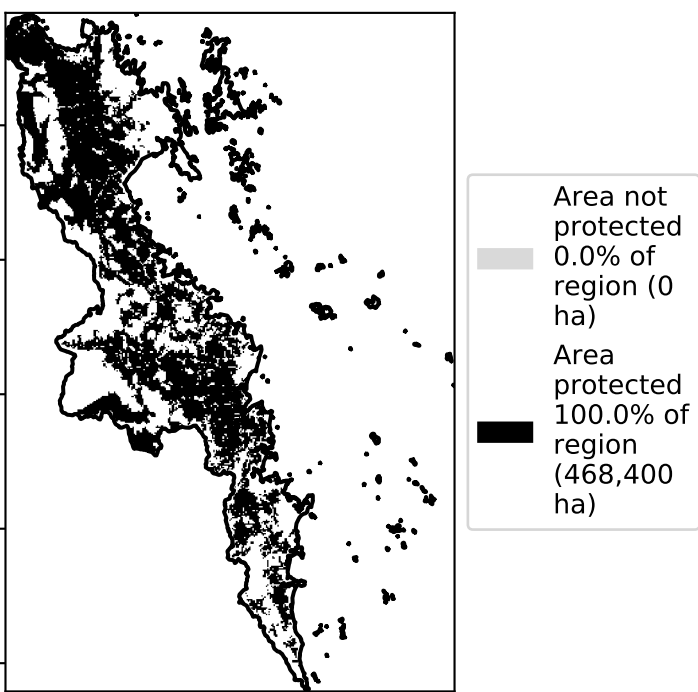 Area not
protected
0.0% of
region (0
ha)
Area
protected
100.0% of
region
(468,400
ha)